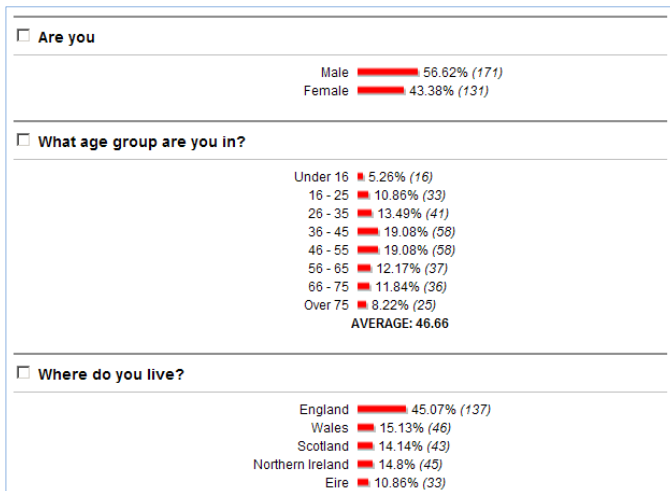 Are you
Male 56.62% (171)
Female 43.38% (131)
What age group are you in?
Under 16 5.26% (16)
16 - 25 10.86% (33)
26 - 35 13.49% (41)
36 - 45 19.08% (58)
46 - 55 19.08% (58)
56 - 65 12.17% (37)
66 - 75 11.84% (36)
Over 75 8.22% (25)
AVERAGE: 46.66
Where do you live?
England 45.07% (137)
Wales 15.13% (46)
Scotland 14.14% (43)
Northern Ireland 14.8% (45)
Eire 10.86% (33)